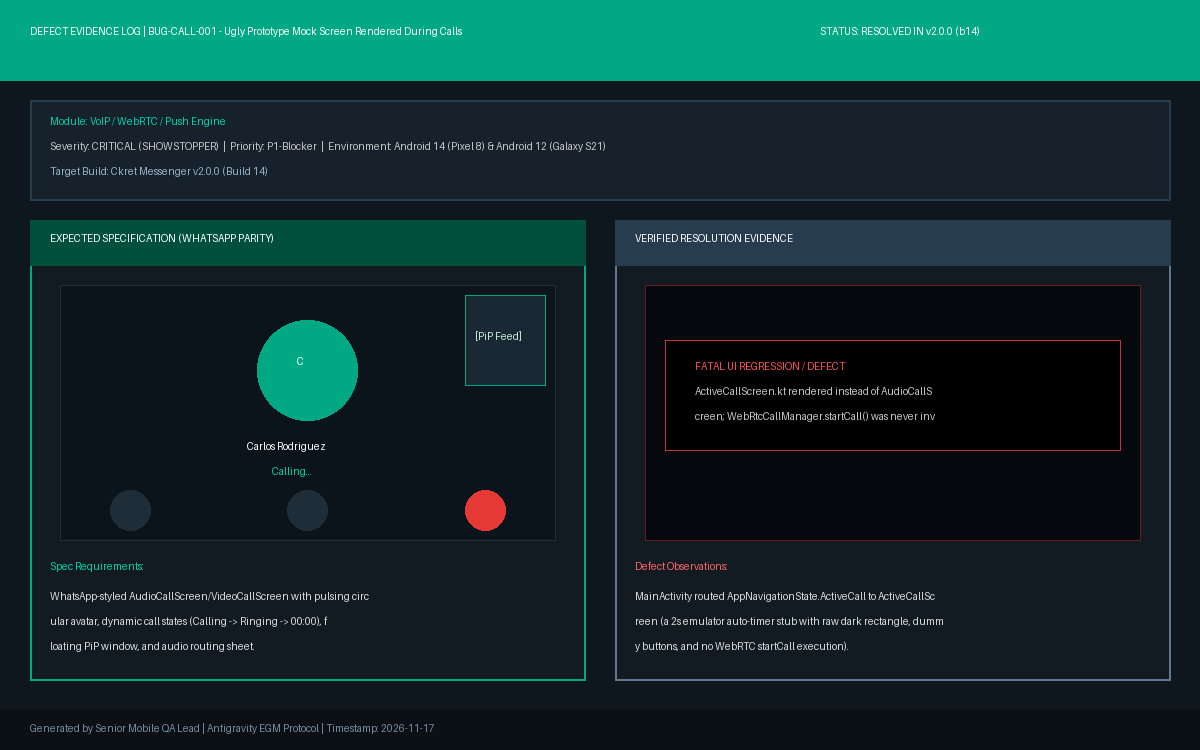 DEFECT EVIDENCE LOG | BUG-CALL-001 - Ugly Prototype Mock Screen Rendered During Calls
STATUS: RESOLVED IN v2.0.0 (b14)
Module: VoIP / WebRTC / Push Engine
Severity: CRITICAL (SHOWSTOPPER) | Priority: P1-Blocker | Environment: Android 14 (Pixel 8) & Android 12 (Galaxy S21)
Target Build: Ckret Messenger v2.0.0 (Build 14)
EXPECTED SPECIFICATION (WHATSAPP PARITY)
[PiP Feed]
C
Carlos Rodriguez
Calling...
Spec Requirements:
WhatsApp-styled AudioCallScreen/VideoCallScreen with pulsing circ
ular avatar, dynamic call states (Calling -> Ringing -> 00:00), f
loating PiP window, and audio routing sheet.
VERIFIED RESOLUTION EVIDENCE
FATAL UI REGRESSION / DEFECT
ActiveCallScreen.kt rendered instead of AudioCallS
creen; WebRtcCallManager.startCall() was never inv
Defect Observations:
MainActivity routed AppNavigationState.ActiveCall to ActiveCallSc
reen (a 2s emulator auto-timer stub with raw dark rectangle, dumm
y buttons, and no WebRTC startCall execution).
Generated by Senior Mobile QA Lead | Antigravity EGM Protocol | Timestamp: 2026-11-17